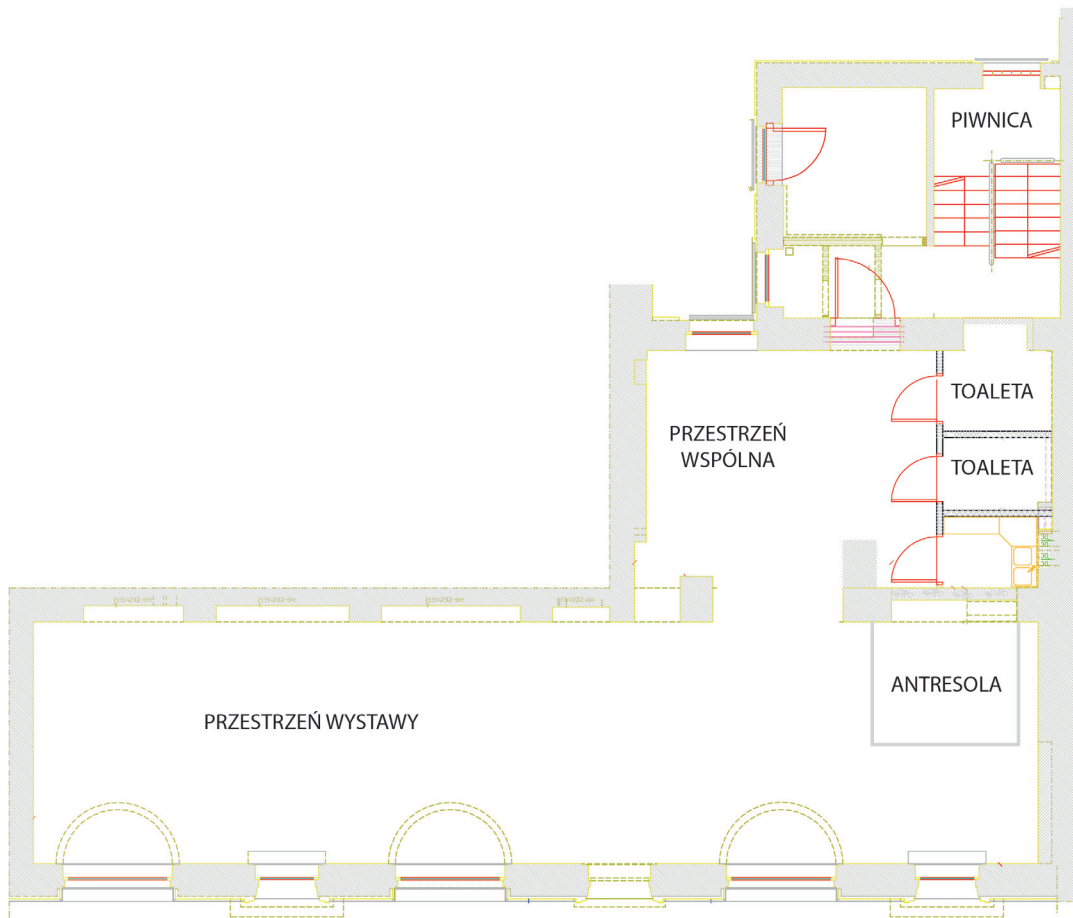 PIWNICA
TOALETA
PRZESTRZEŃ
WSPÓLNA
TOALETA
ANTRESOLA
PRZESTRZEŃ WYSTAWY